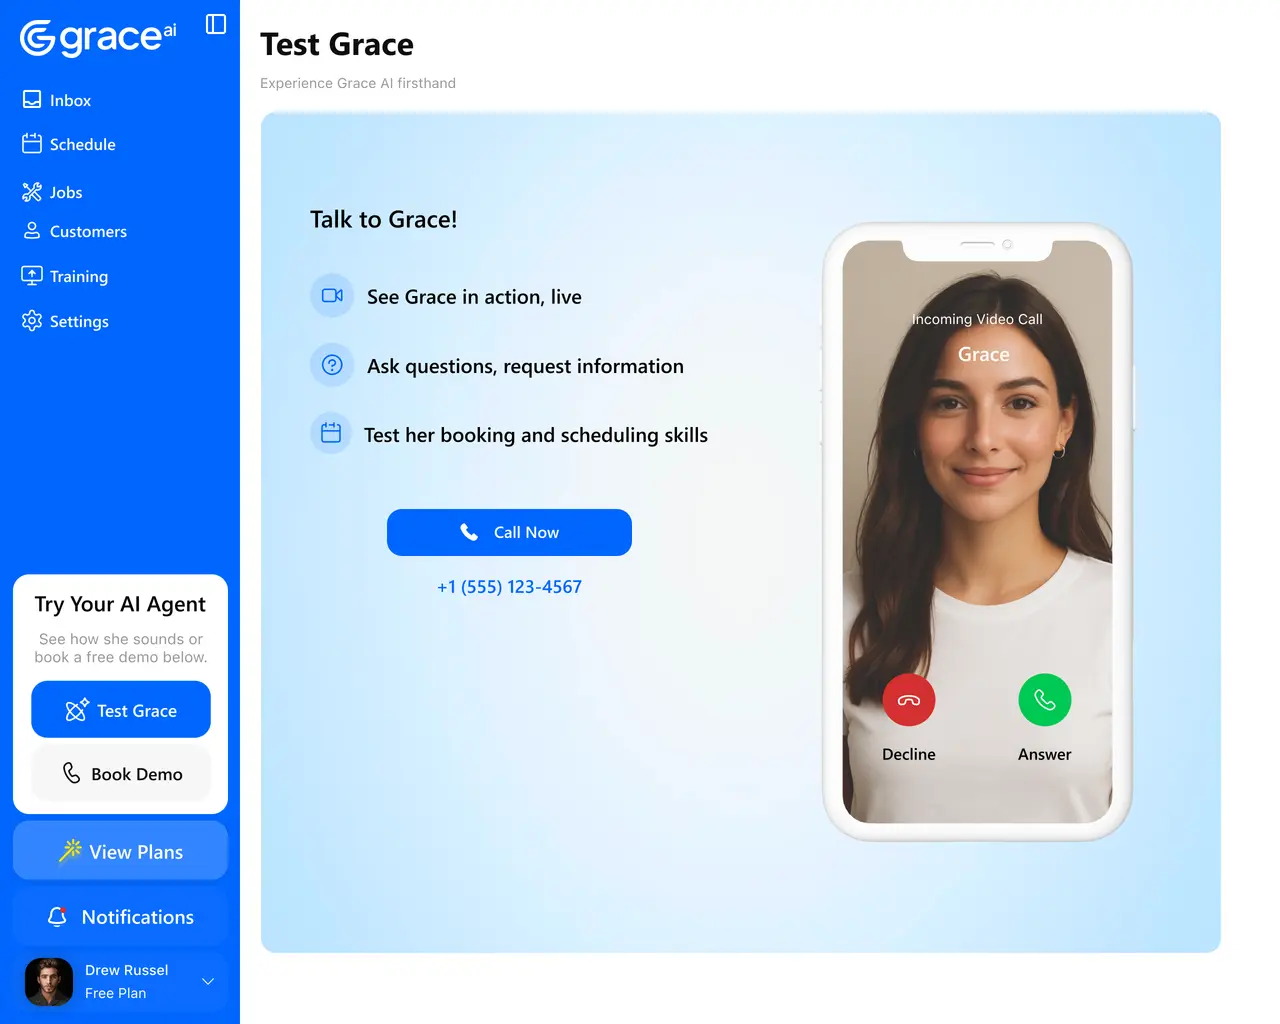 grace ai
Inbox
Schedule
Jobs
Customers
Training
Settings
Try Your AI Agent
See how she sounds or
book a free demo below.
Test Grace
Book Demo
View Plans
Notifications
Drew Russel
Free Plan
Test Grace
Experience Grace AI firsthand
Talk to Grace!
See Grace in action, live
Ask questions, request information
Test her booking and scheduling skills
Call Now
+1 (555) 123-4567
Incoming Video Call
Grace
Decline
Answer